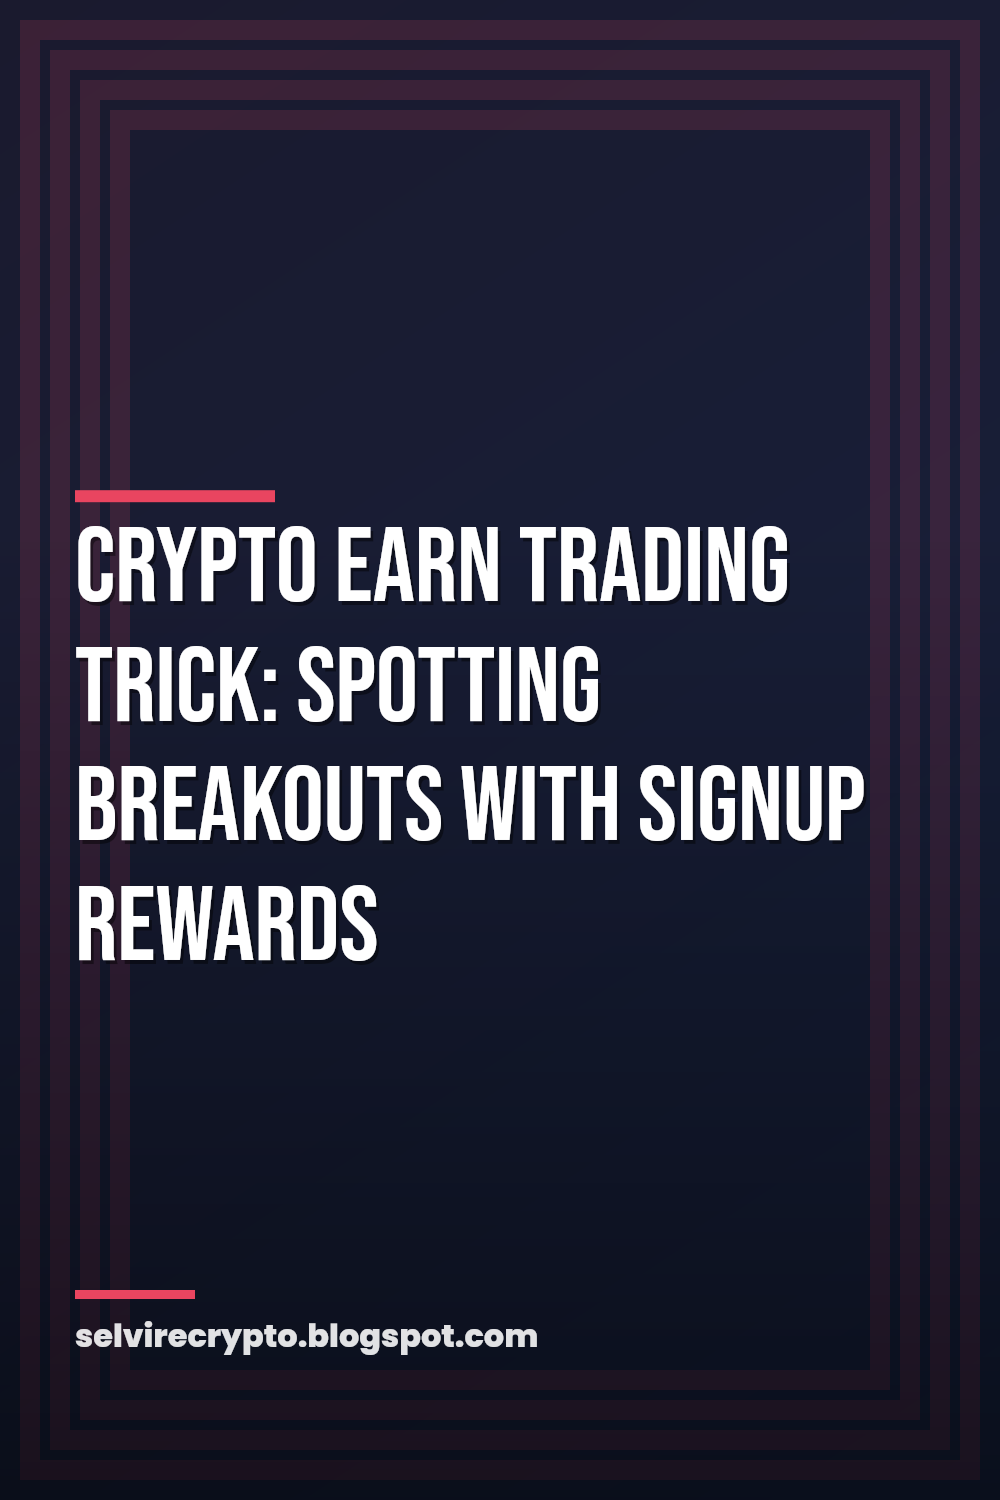 CRYPTO EARN TRADING
TRICK: SPOTTING
BREAKOUTS WITH SIGNUP
REWARDS
selvirecrypto.blogspot.com